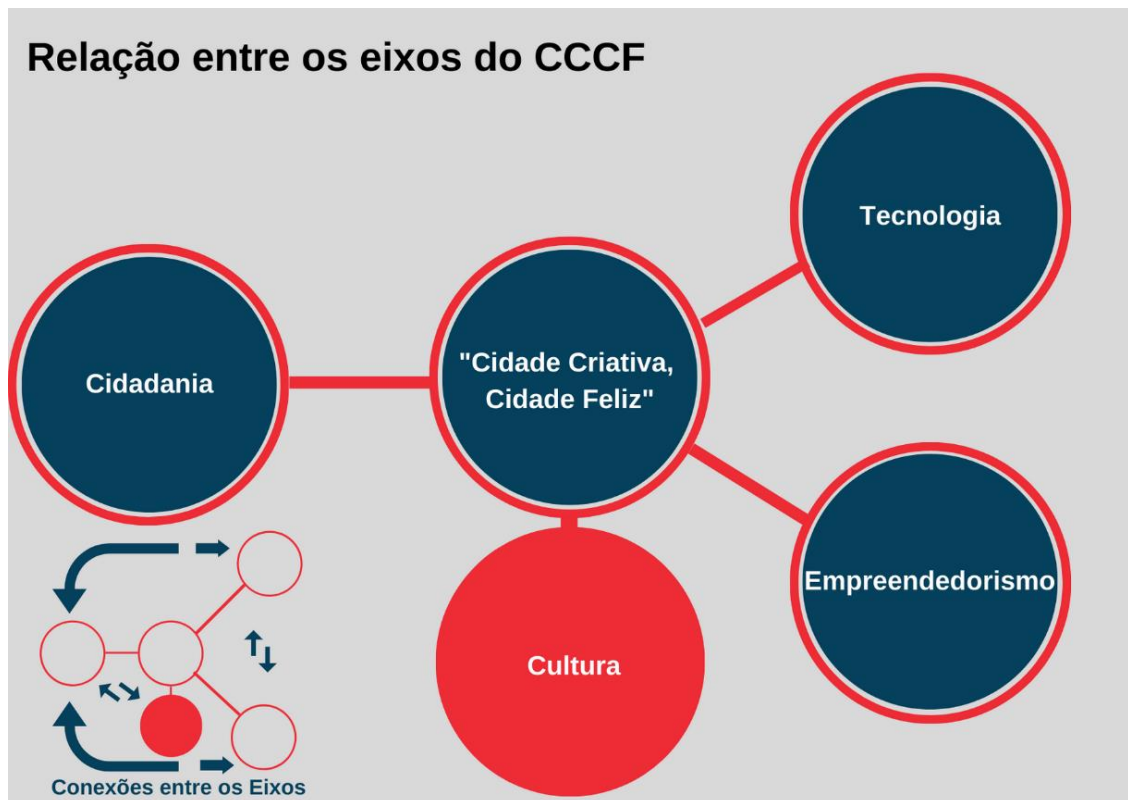 Relação entre os eixos do CCCF
Tecnologia
Cidadania
"Cidade Criativa,
Cidade Feliz"
Empreendedorismo
Cultura
Conexões entre os Eixos